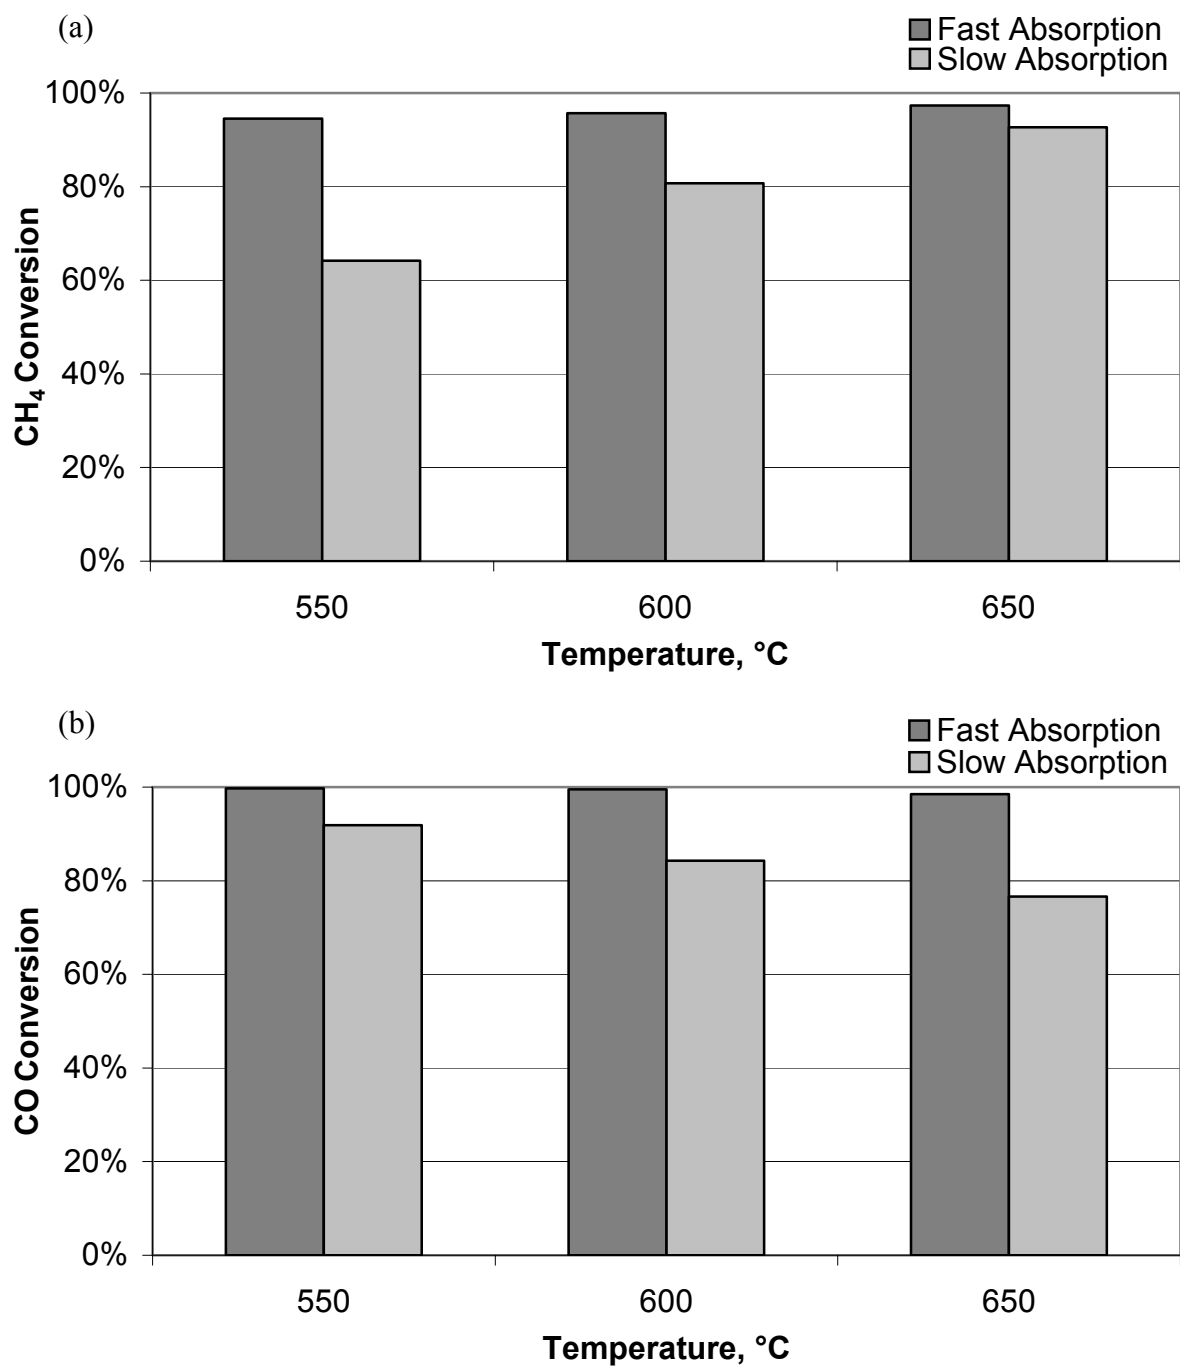 (a)
Fast Absorption
Slow Absorption
100%
80%
60%
40%
20%
0%
CH₄ Conversion
550 600 650
Temperature, °C
(b)
Fast Absorption
Slow Absorption
100%
80%
60%
40%
20%
0%
CO Conversion
550 600 650
Temperature, °C